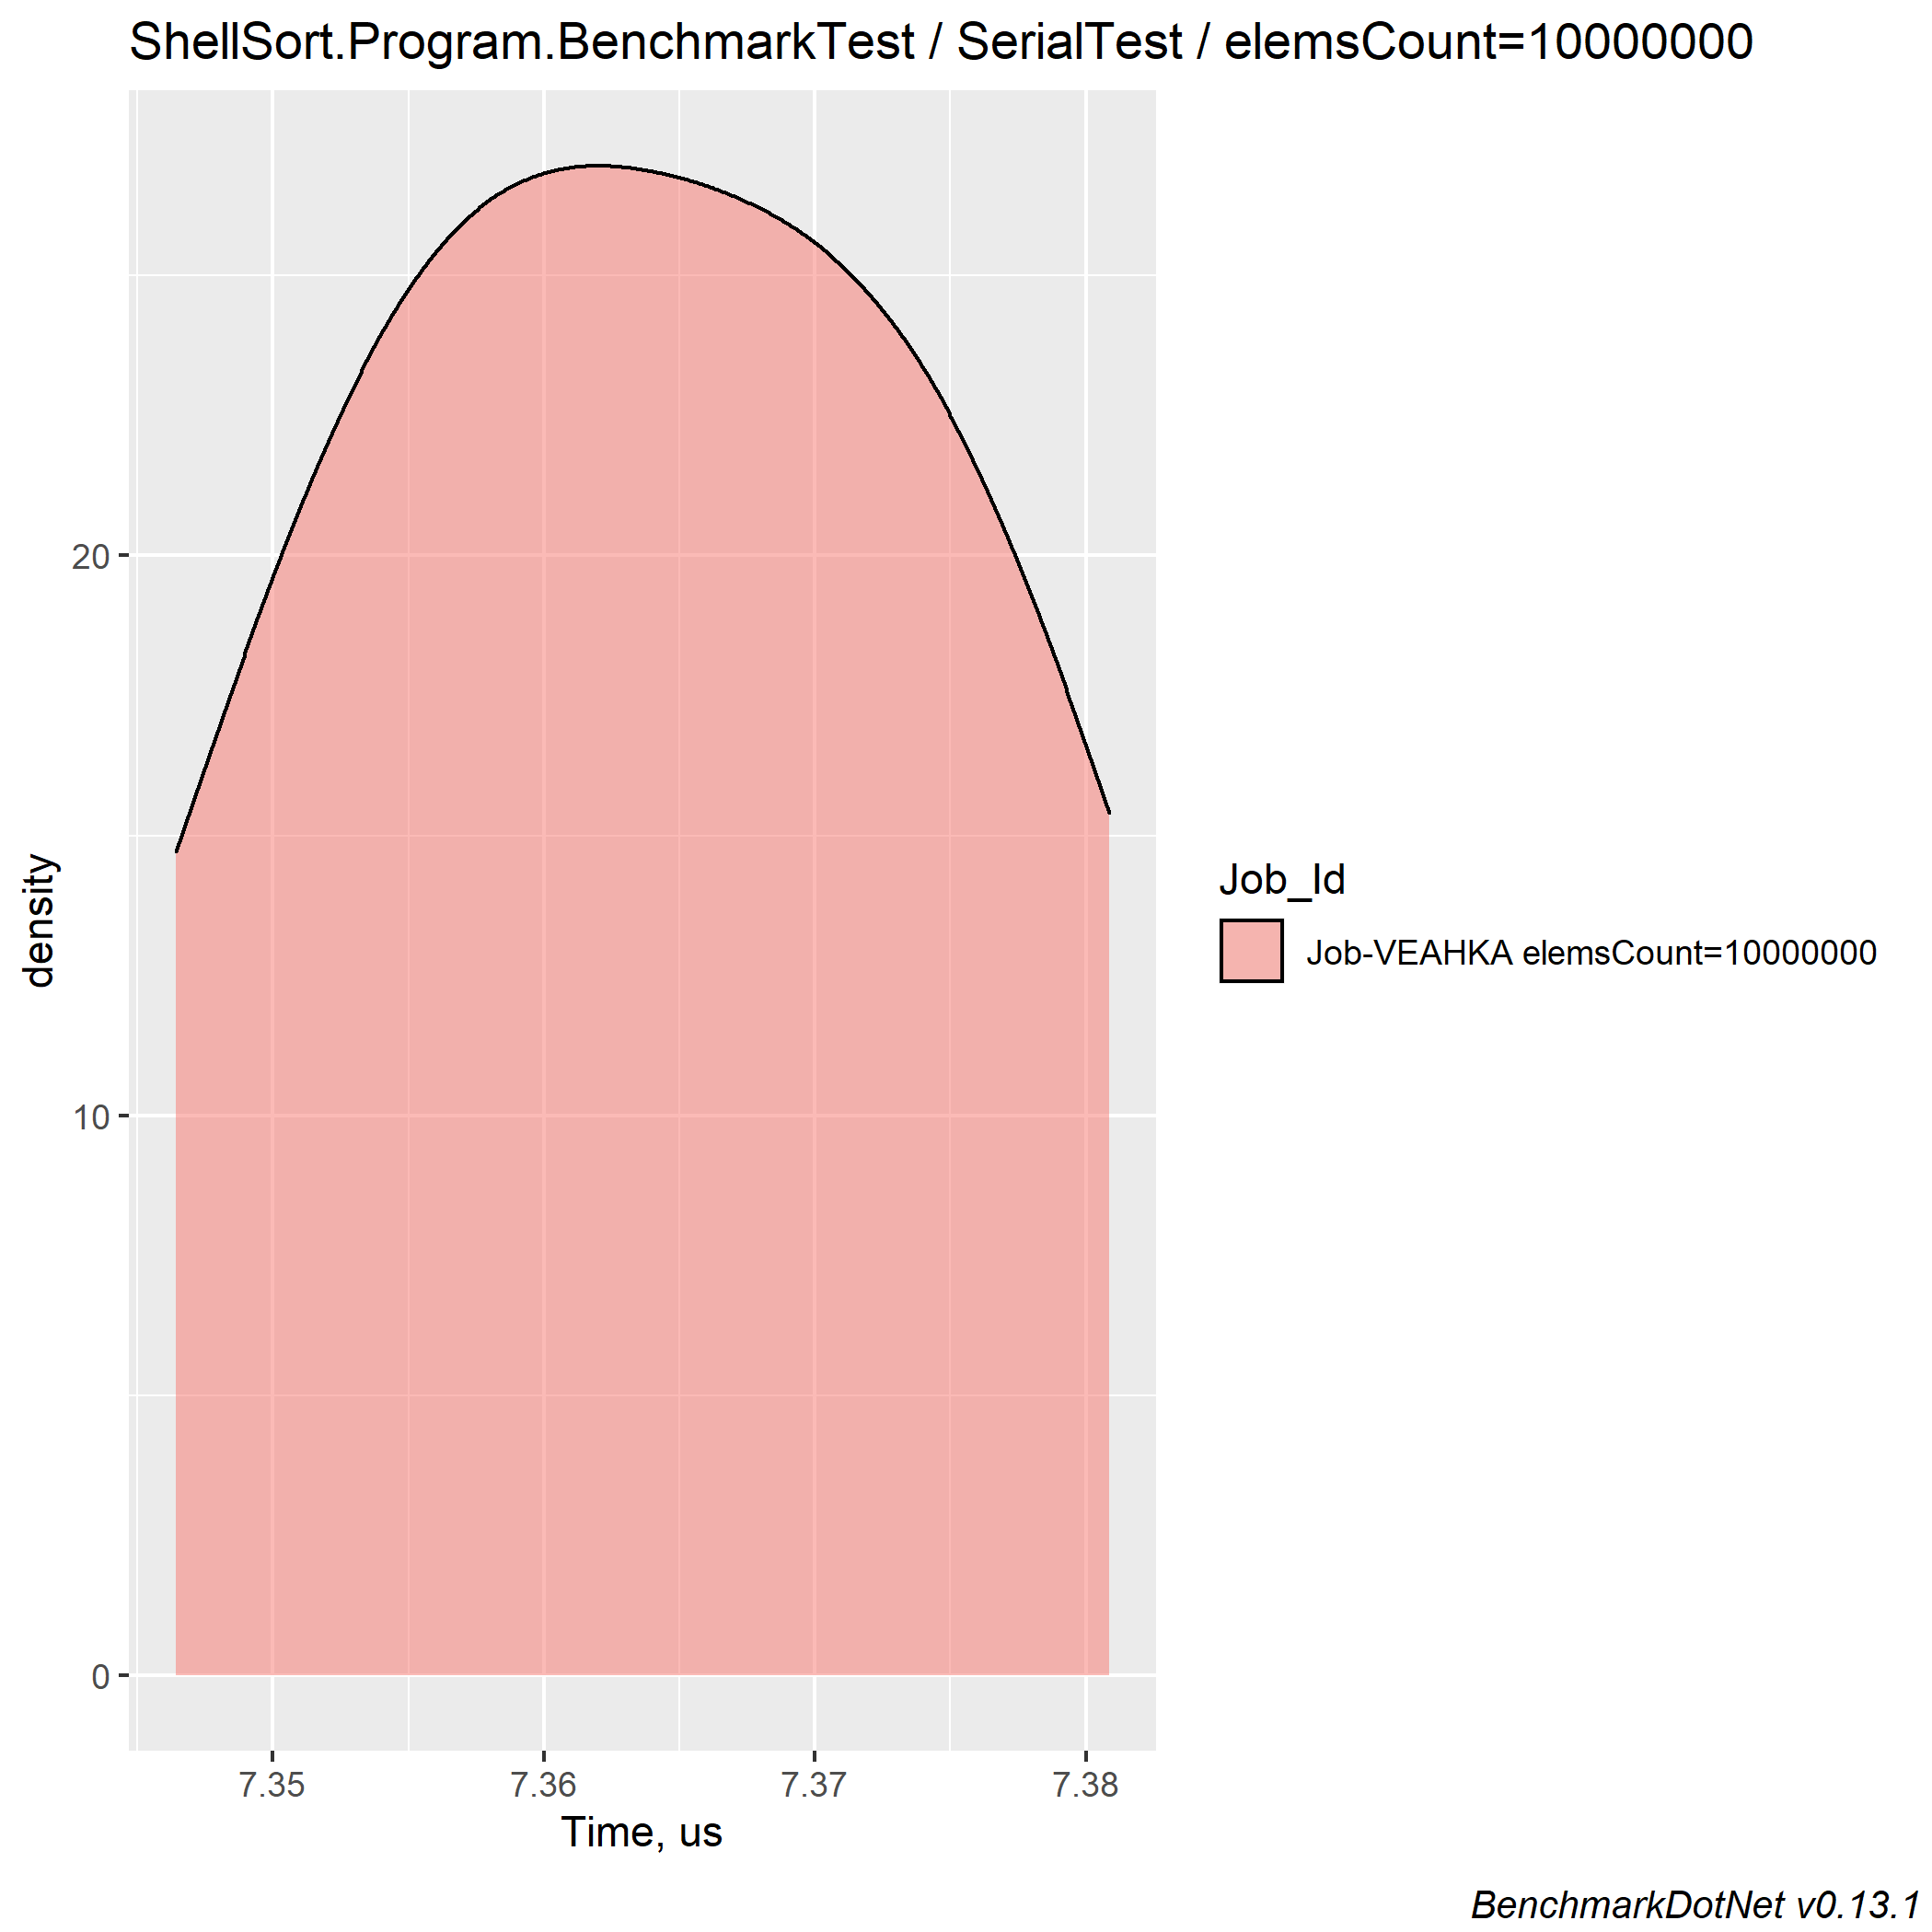 ShellSort.Program.BenchmarkTest / SerialTest / elemsCount=10000000
density
20
10
0
7.35 7.36 7.37 7.38
Time, us
Job_Id
Job-VEAHKA elemsCount=10000000
BenchmarkDotNet v0.13.1